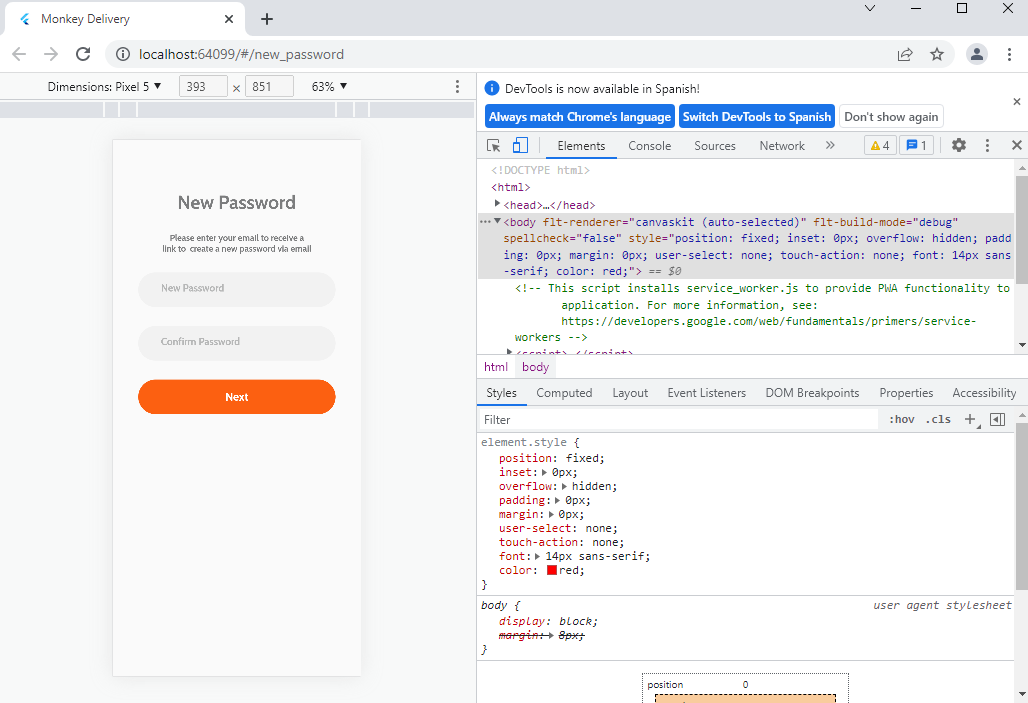 Monkey Delivery
localhost:64099/#/new_password
Dimensions: Pixel 5 ▼ 393 × 851 63% ▼
New Password
Please enter your email to receive a
link to  create a new password via email
New Password
Confirm Password
Next
DevTools is now available in Spanish!
Always match Chrome's language Switch DevTools to Spanish Don't show again
Elements Console Sources Network » 4 1
<!DOCTYPE html>
<html>
<head>…</head>
<body flt-renderer="canvaskit (auto-selected)" flt-build-mode="debug"
spellcheck="false" style="position: fixed; inset: 0px; overflow: hidden; padd
ing: 0px; margin: 0px; user-select: none; touch-action: none; font: 14px sans
-serif; color: red;"> == $0
<!-- This script installs service_worker.js to provide PWA functionality to
application. For more information, see:
https://developers.google.com/web/fundamentals/primers/service-
workers -->
<script>…</script>
html body
Styles Computed Layout Event Listeners DOM Breakpoints Properties Accessibility
Filter :hov .cls +
element.style {
position: fixed;
inset: 0px;
overflow: hidden;
padding: 0px;
margin: 0px;
user-select: none;
touch-action: none;
font: 14px sans-serif;
color: red;
}
body { user agent stylesheet
display: block;
margin: 8px;
}
position 0